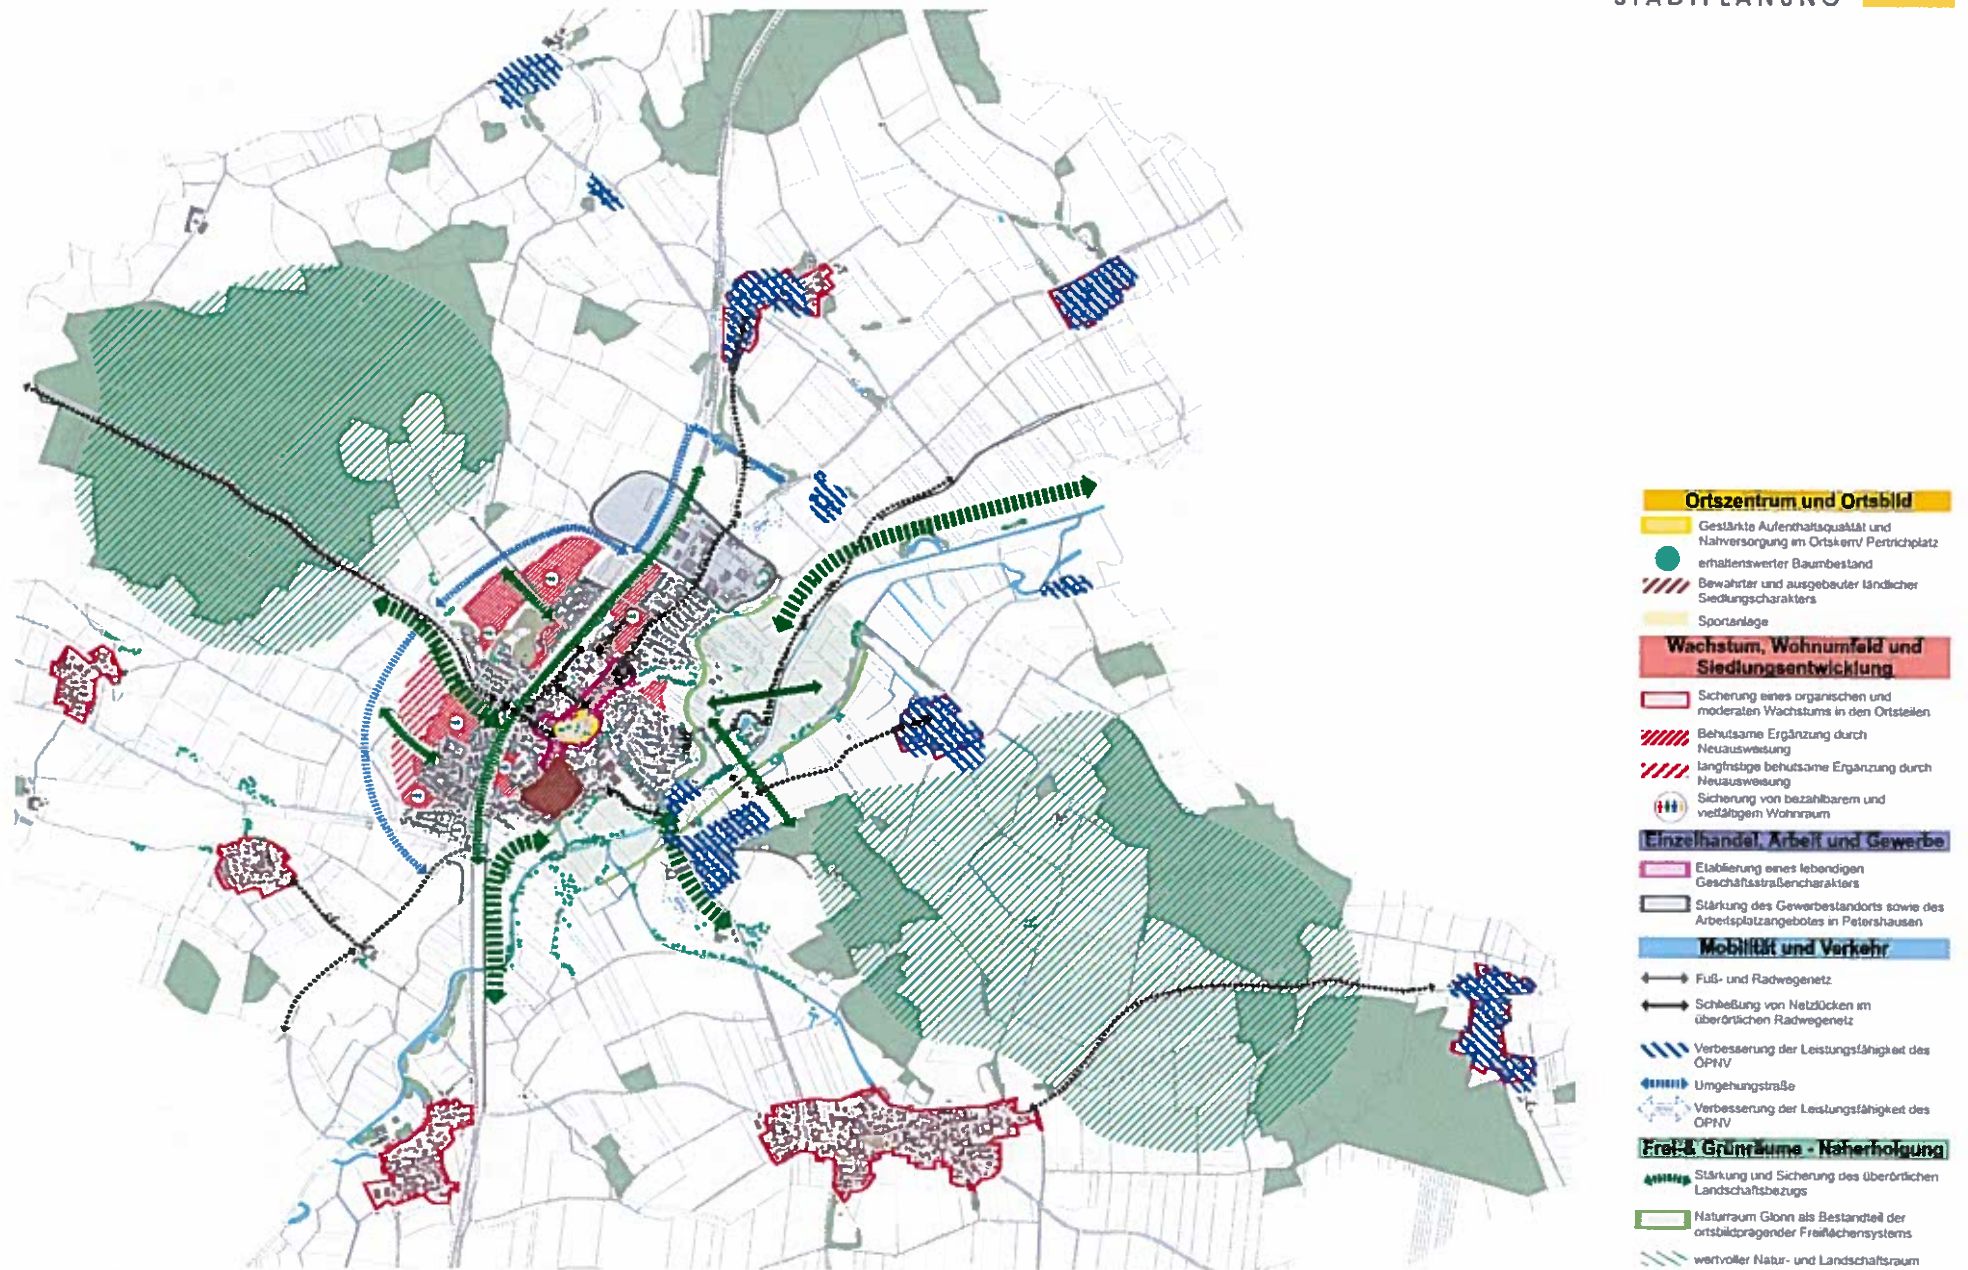 STADTPLANUNG
Ortszentrum und Ortsbild
Gestärkte Aufenthaltsqualität und
Nahversorgung im Ortskern/ Pertrichplatz
erhaltenswerter Baumbestand
Bewahrter und ausgebauter ländlicher
Siedlungscharakters
Sportanlage
Wachstum, Wohnumfeld und
Siedlungsentwicklung
Sicherung eines organischen und
moderaten Wachstums in den Ortsteilen
Behutsame Ergänzung durch
Neuausweisung
langfristige behutsame Ergänzung durch
Neuausweisung
Sicherung von bezahlbarem und
vielfältigem Wohnraum
Einzelhandel, Arbeit und Gewerbe
Etablierung eines lebendigen
Geschäftsstraßencharakters
Stärkung des Gewerbestandorts sowie des
Arbeitsplatzangebotes in Petershausen
Mobilität und Verkehr
Fuß- und Radwegenetz
Schließung von Netzlücken im
überörtlichen Radwegenetz
Verbesserung der Leistungsfähigkeit des
ÖPNV
Umgehungstraße
Verbesserung der Leistungsfähigkeit des
ÖPNV
Frei-& Grünräume - Naherholgung
Stärkung und Sicherung des überörtlichen
Landschaftsbezugs
Naturraum Glonn als Bestandteil der
ortsbildprägender Freiflächensystems
wertvoller Natur- und Landschaftsraum